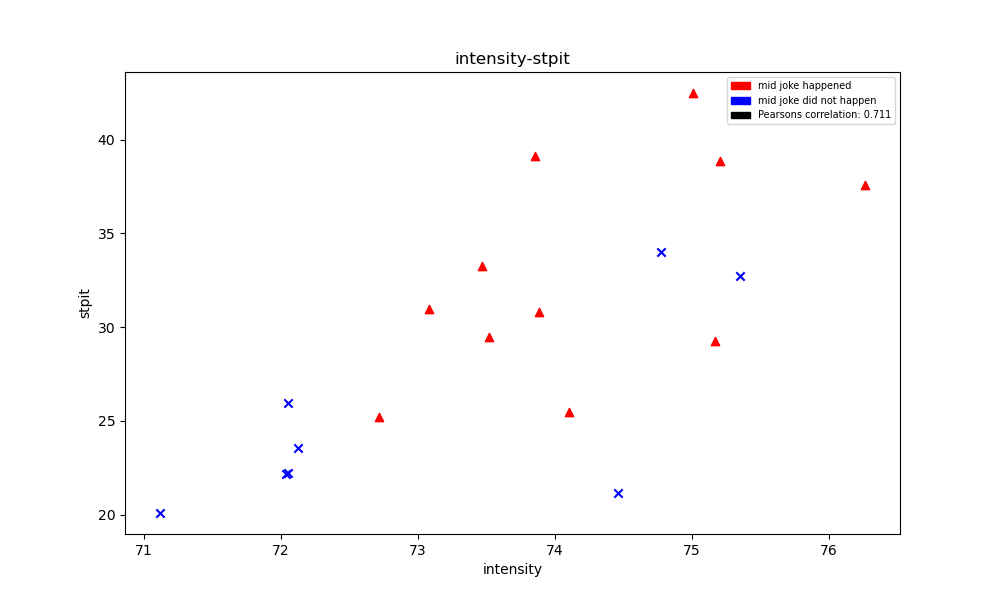 intensity-stpit
mid joke happened
mid joke did not happen
Pearsons correlation: 0.711
stpit
40
35
30
25
20
71 72 73 74 75 76
intensity